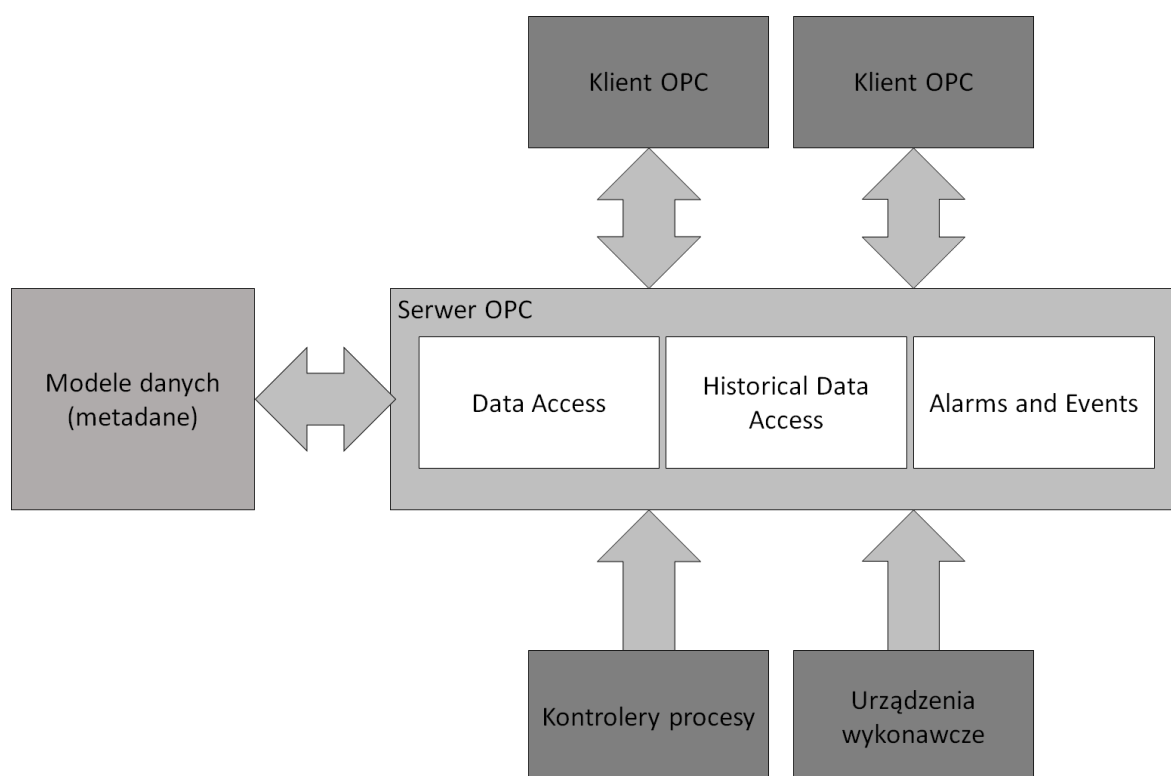 Klient OPC
Klient OPC
Serwer OPC
Modele danych
(metadane)
Data Access
Historical Data
Access
Alarms and Events
Kontrolery procesy
Urządzenia
wykonawcze